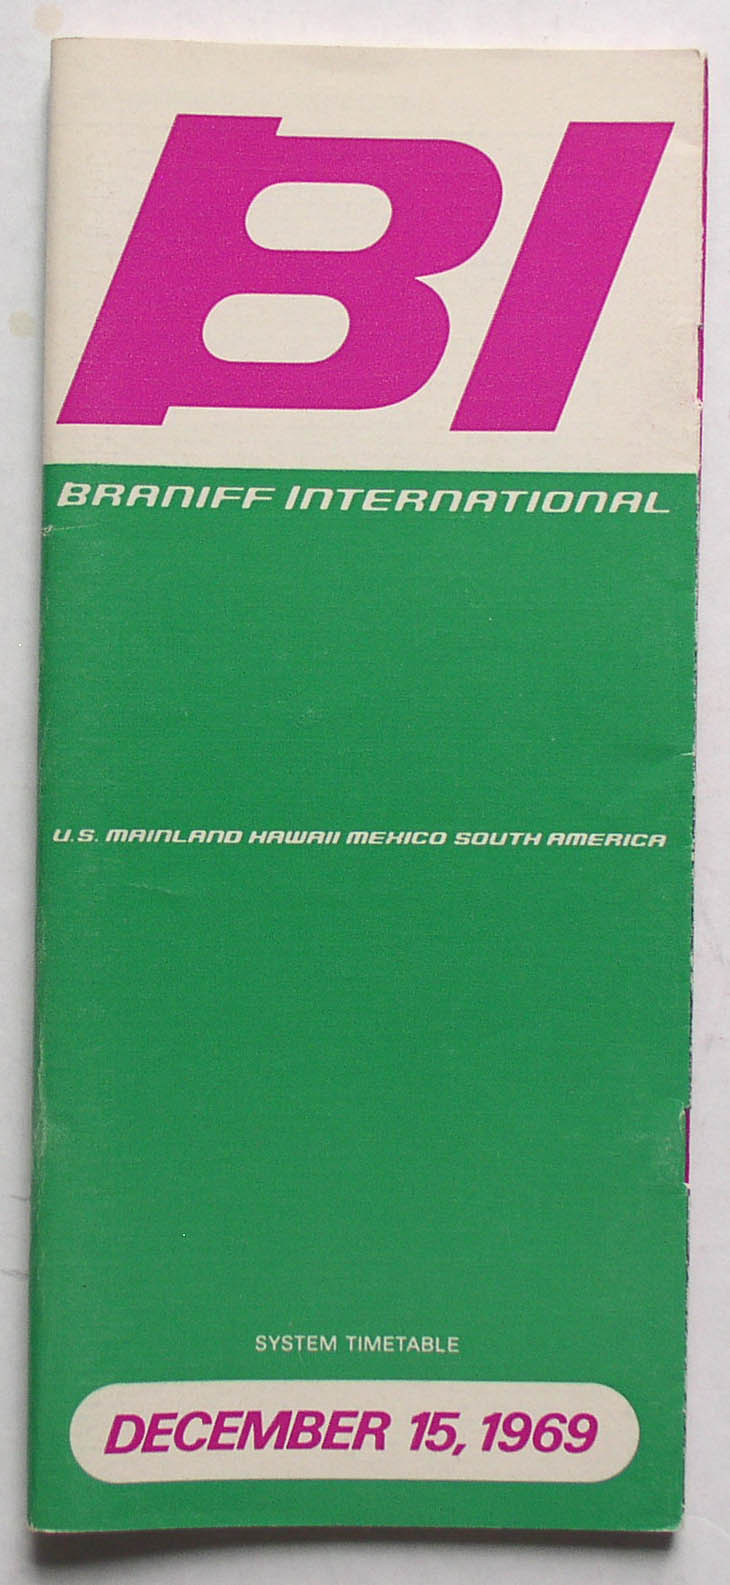 BI
BRANIFF INTERNATIONAL
U.S. MAINLAND HAWAII MEXICO SOUTH AMERICA
SYSTEM TIMETABLE
DECEMBER 15, 1969